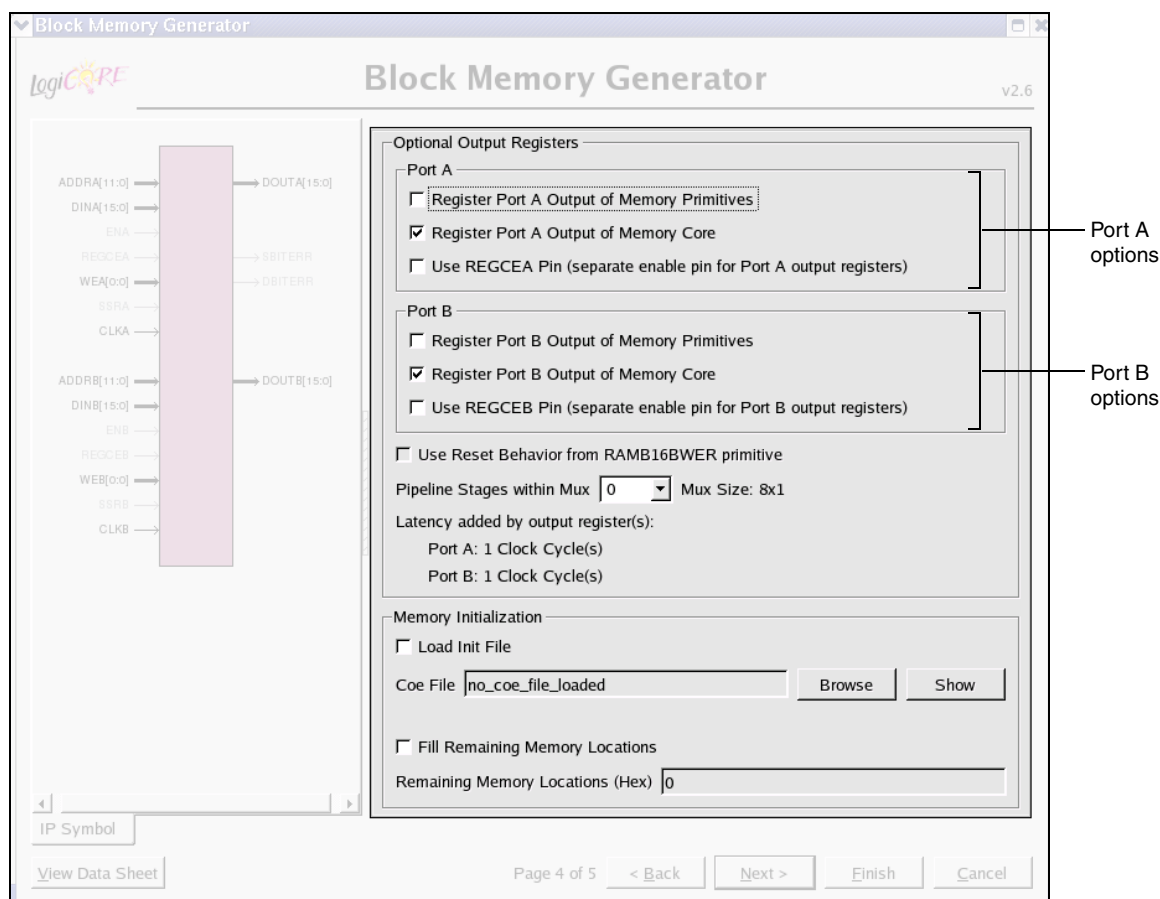 Block Memory Generator
LogiCORE
Block Memory Generator
v2.6
ADDRA[11:0]
DOUTA[15:0]
DINA[15:0]
ENA
REGCEA
SBITERR
WEA[0:0]
DBITERR
SSRA
CLKA
ADDRB[11:0]
DOUTB[15:0]
DINB[15:0]
ENB
REGCEB
WEB[0:0]
SSRB
CLKB
IP Symbol
Optional Output Registers
Port A
Register Port A Output of Memory Primitives
Register Port A Output of Memory Core
Use REGCEA Pin (separate enable pin for Port A output registers)
Port A
options
Port B
Register Port B Output of Memory Primitives
Register Port B Output of Memory Core
Use REGCEB Pin (separate enable pin for Port B output registers)
Port B
options
Use Reset Behavior from RAMB16BWER primitive
Pipeline Stages within Mux 0 Mux Size: 8x1
Latency added by output register(s):
Port A: 1 Clock Cycle(s)
Port B: 1 Clock Cycle(s)
Memory Initialization
Load Init File
Coe File no_coe_file_loaded Browse Show
Fill Remaining Memory Locations
Remaining Memory Locations (Hex) 0
View Data Sheet Page 4 of 5 < Back Next > Finish Cancel